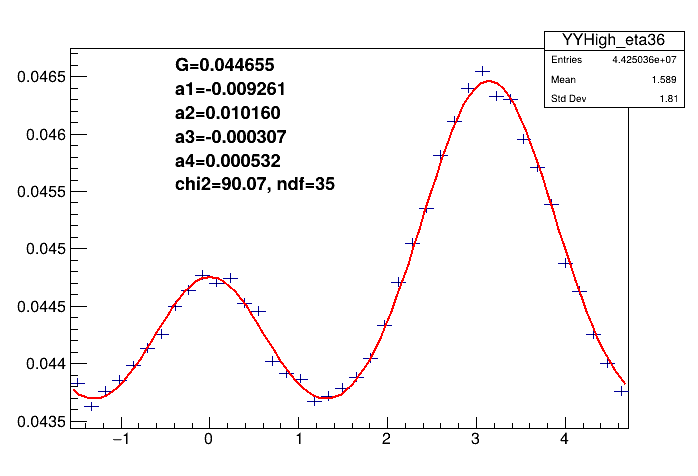 YYHigh_eta36
Entries 4.425036e+07
Mean 1.589
Std Dev 1.81
G=0.044655
a1=-0.009261
a2=0.010160
a3=-0.000307
a4=0.000532
chi2=90.07, ndf=35
0.0465
0.046
0.0455
0.045
0.0445
0.044
0.0435
−1 0 1 2 3 4